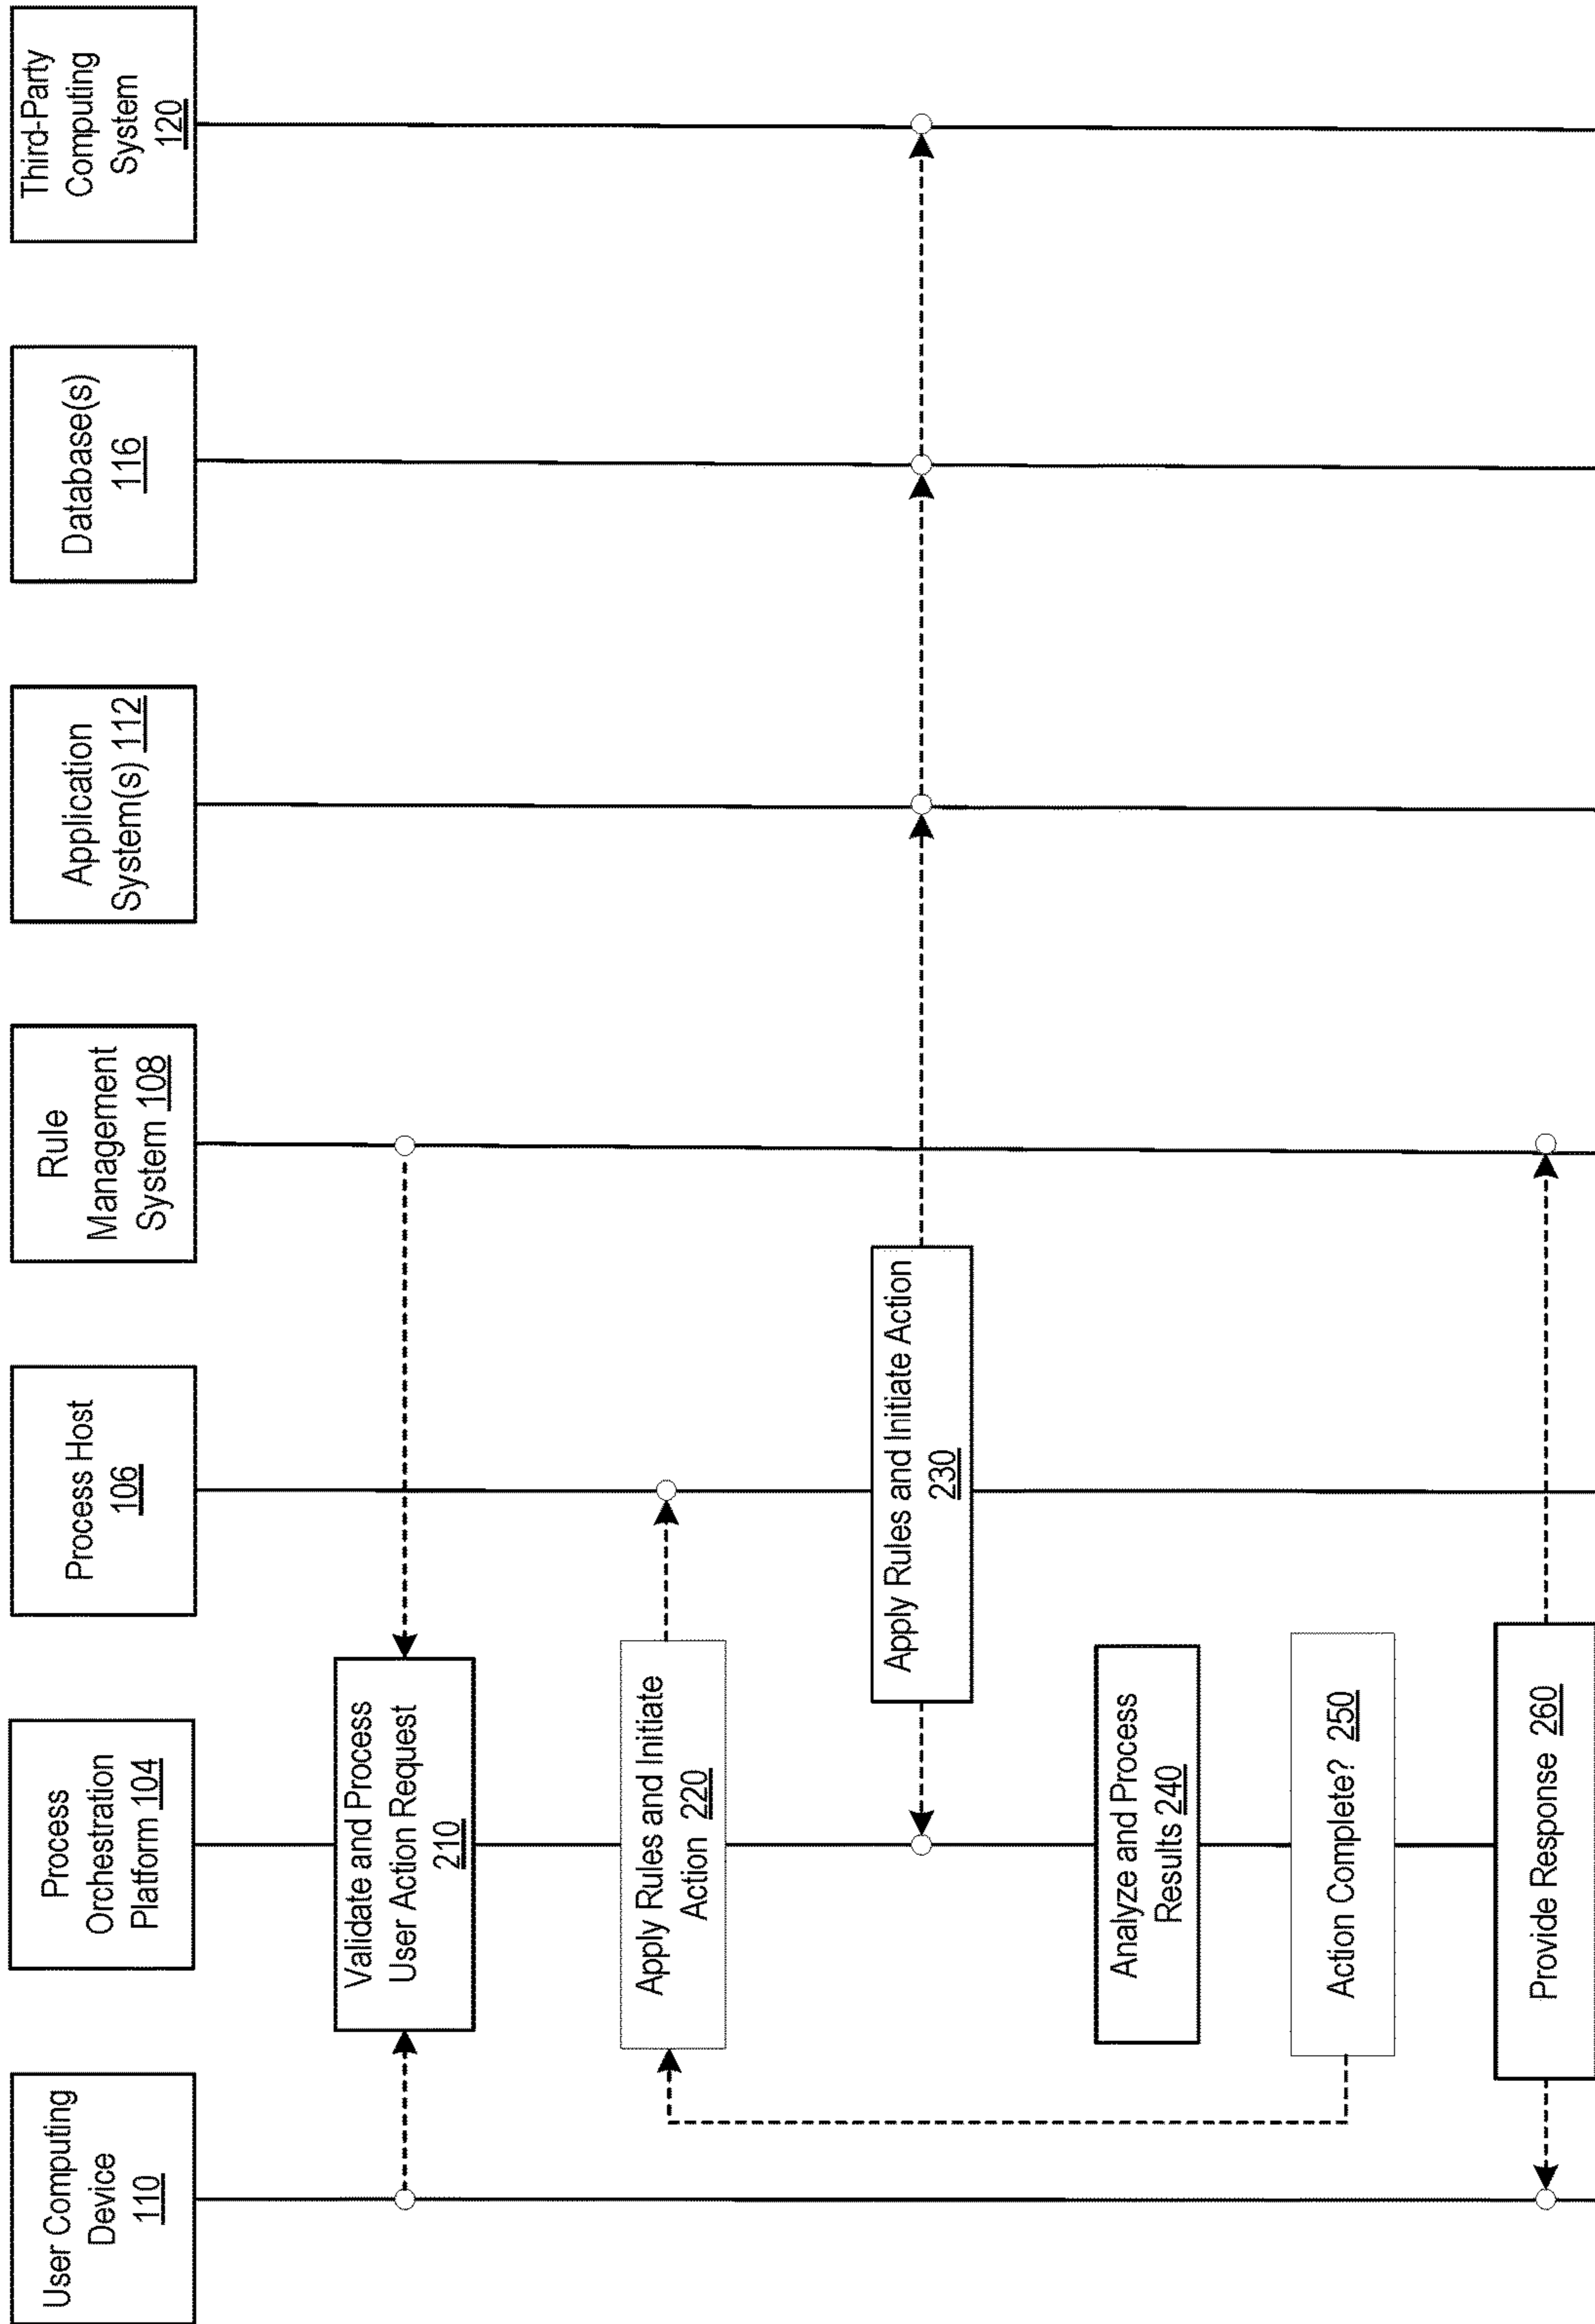 User Computing
Device
110
Process
Orchestration
Platform 104
Process Host
106
Rule
Management
System 108
Application
System(s) 112
Database(s)
116
Third-Party
Computing
System
120
Validate and Process
User Action Request
210
Apply Rules and Initiate
Action 220
Apply Rules and Initiate Action
230
Analyze and Process
Results 240
Action Complete? 250
Provide Response 260